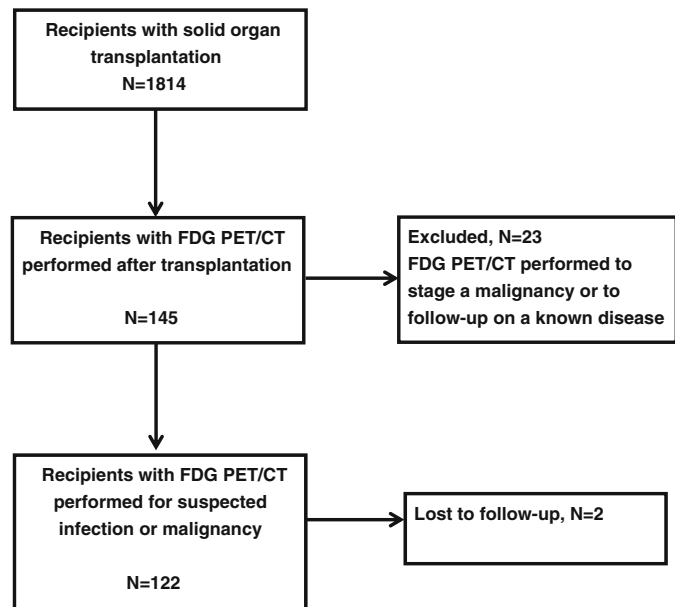 Recipients with solid organ
transplantation
N=1814
Recipients with FDG PET/CT
performed after transplantation
N=145
Excluded, N=23
FDG PET/CT performed to
stage a malignancy or to
follow-up on a known disease
Recipients with FDG PET/CT
performed for suspected
infection or malignancy
N=122
Lost to follow-up, N=2